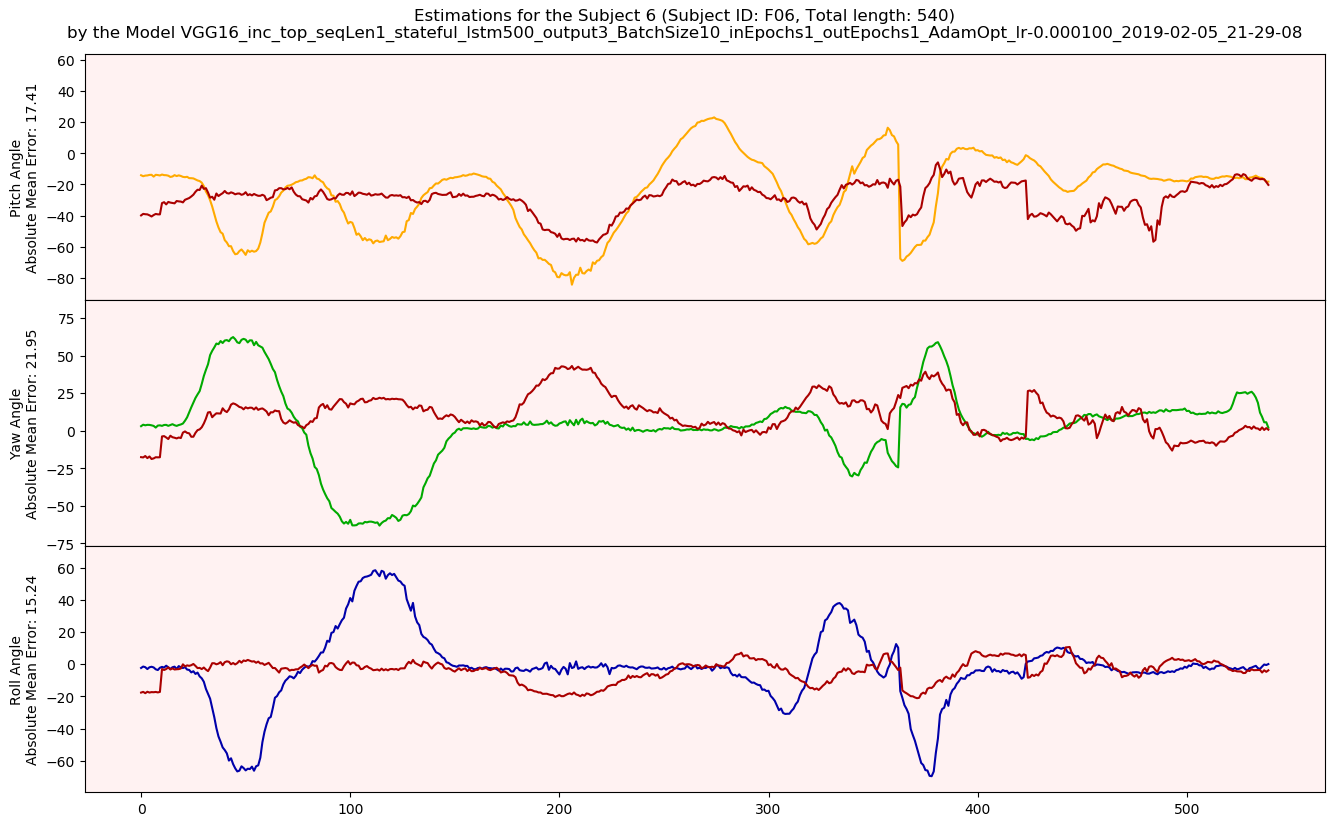 Estimations for the Subject 6 (Subject ID: F06, Total length: 540)
by the Model VGG16_inc_top_seqLen1_stateful_lstm500_output3_BatchSize10_inEpochs1_outEpochs1_AdamOpt_lr-0.000100_2019-02-05_21-29-08
Pitch Angle
Absolute Mean Error: 17.41
60
40
20
0
−20
−40
−60
−80
Yaw Angle
Absolute Mean Error: 21.95
75
50
25
0
−25
−50
−75
Roll Angle
Absolute Mean Error: 15.24
60
40
20
0
−20
−40
−60
0 100 200 300 400 500